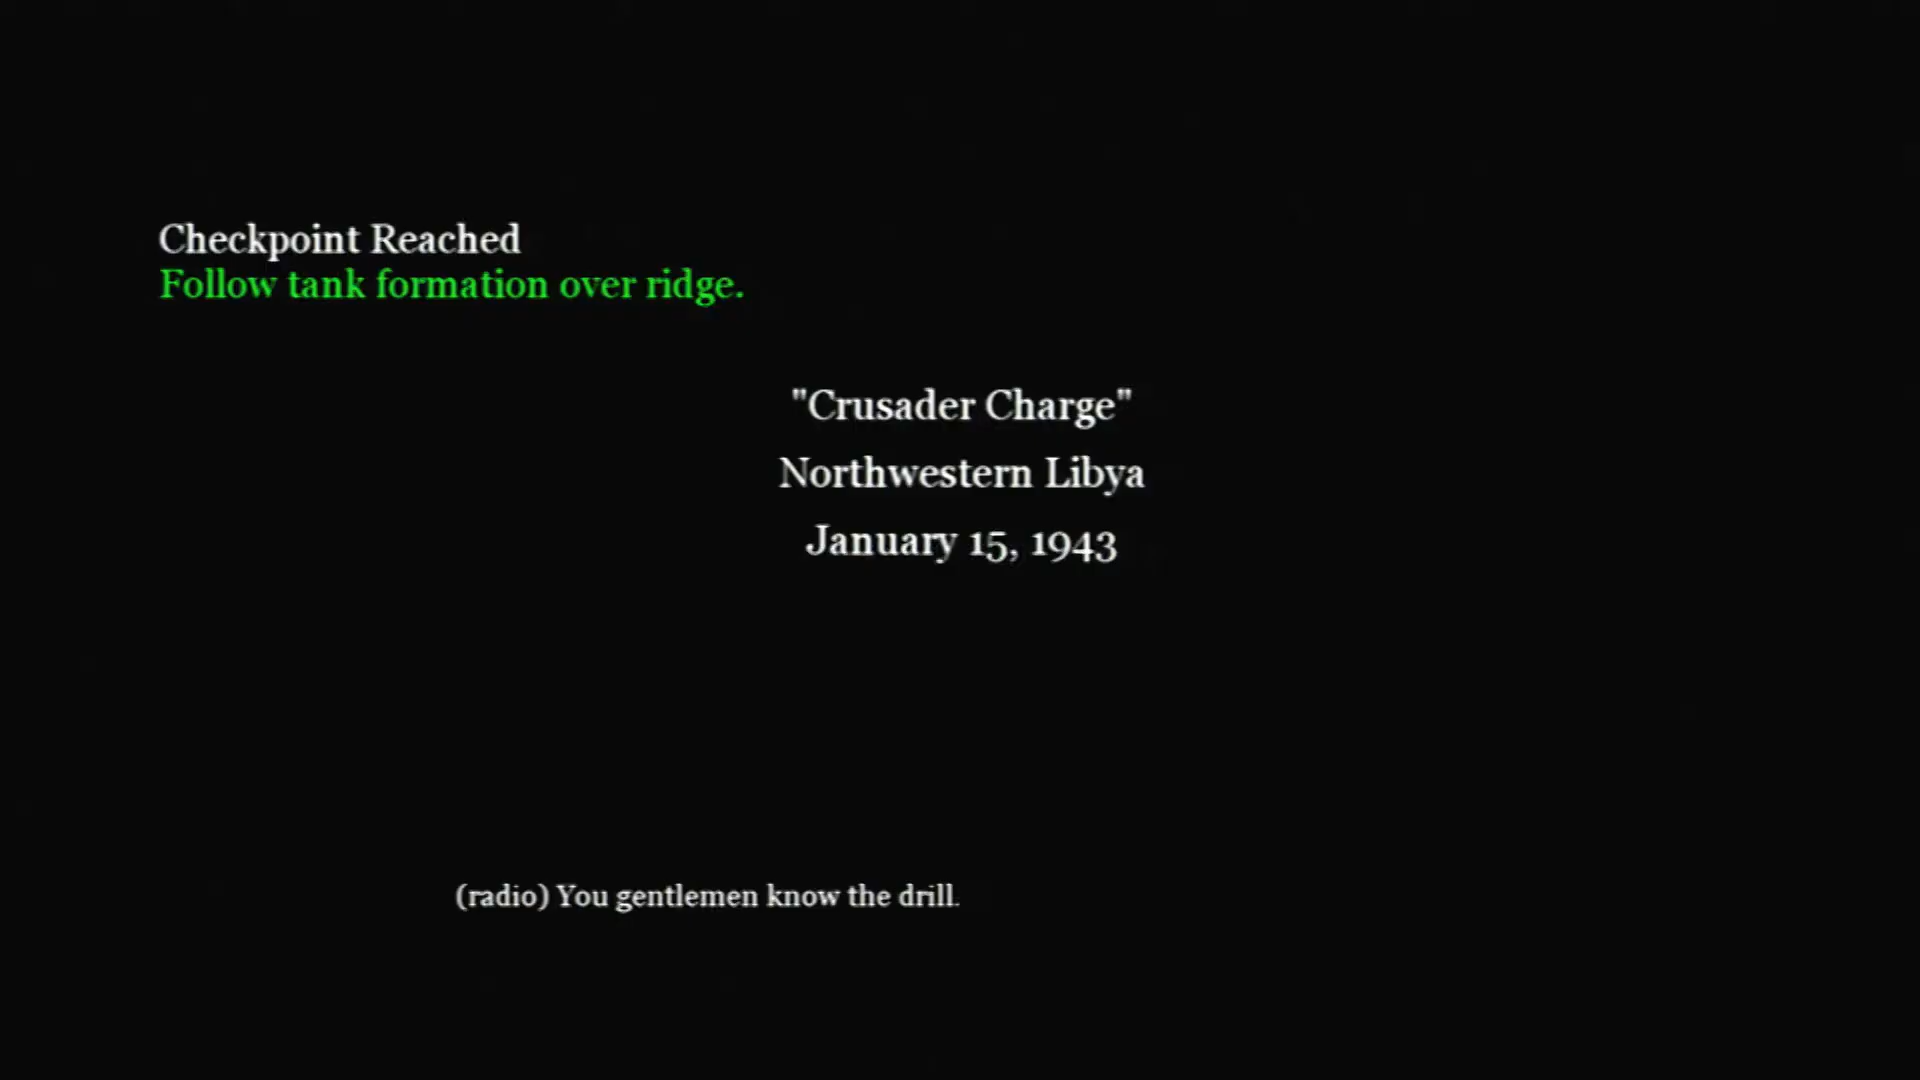 Checkpoint Reached
Follow tank formation over ridge.
"Crusader Charge"
Northwestern Libya
January 15, 1943
(radio) You gentlemen know the drill.